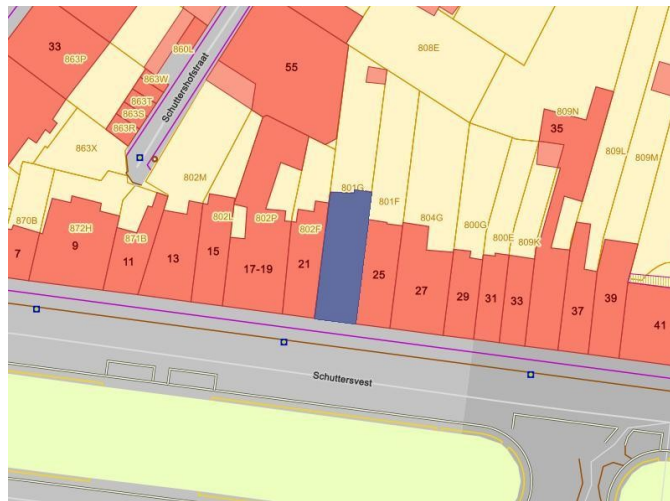 33
863P
860L
863W
863T
863S
863R
863X
Schuttershofstraat
55
808E
809N
35
809L
809M
802M
801G
801F
804G
800G
800E
809K
870B
872H
871B
802L
802P
802F
7
9
11
13
15
17-19
21
25
27
29
31
33
37
39
41
Schuttersvest